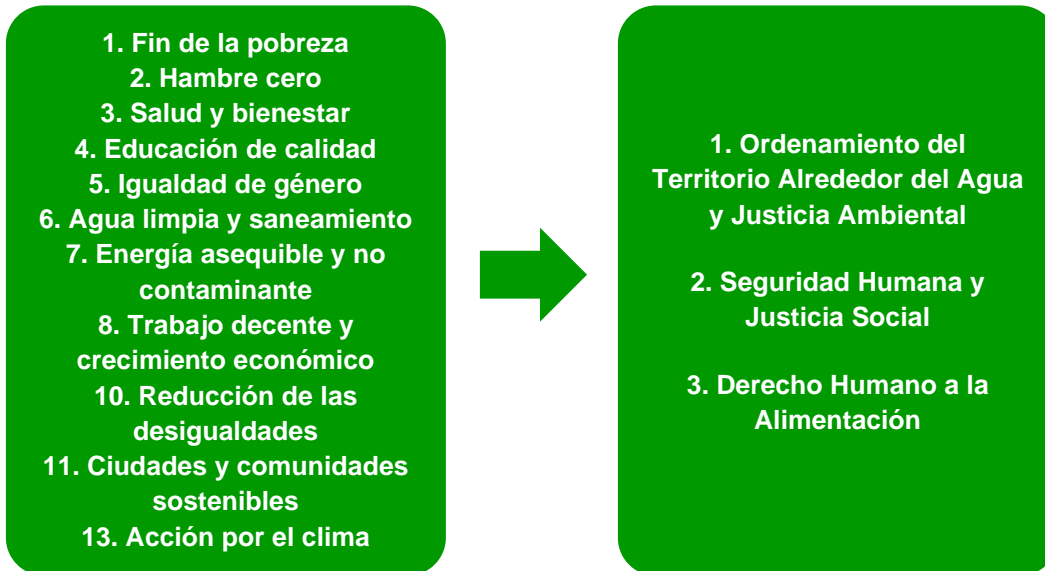 1. Fin de la pobreza
2. Hambre cero
3. Salud y bienestar
4. Educación de calidad
5. Igualdad de género
6. Agua limpia y saneamiento
7. Energía asequible y no
contaminante
8. Trabajo decente y
crecimiento económico
10. Reducción de las
desigualdades
11. Ciudades y comunidades
sostenibles
13. Acción por el clima
1. Ordenamiento del
Territorio Alrededor del Agua
y Justicia Ambiental
2. Seguridad Humana y
Justicia Social
3. Derecho Humano a la
Alimentación